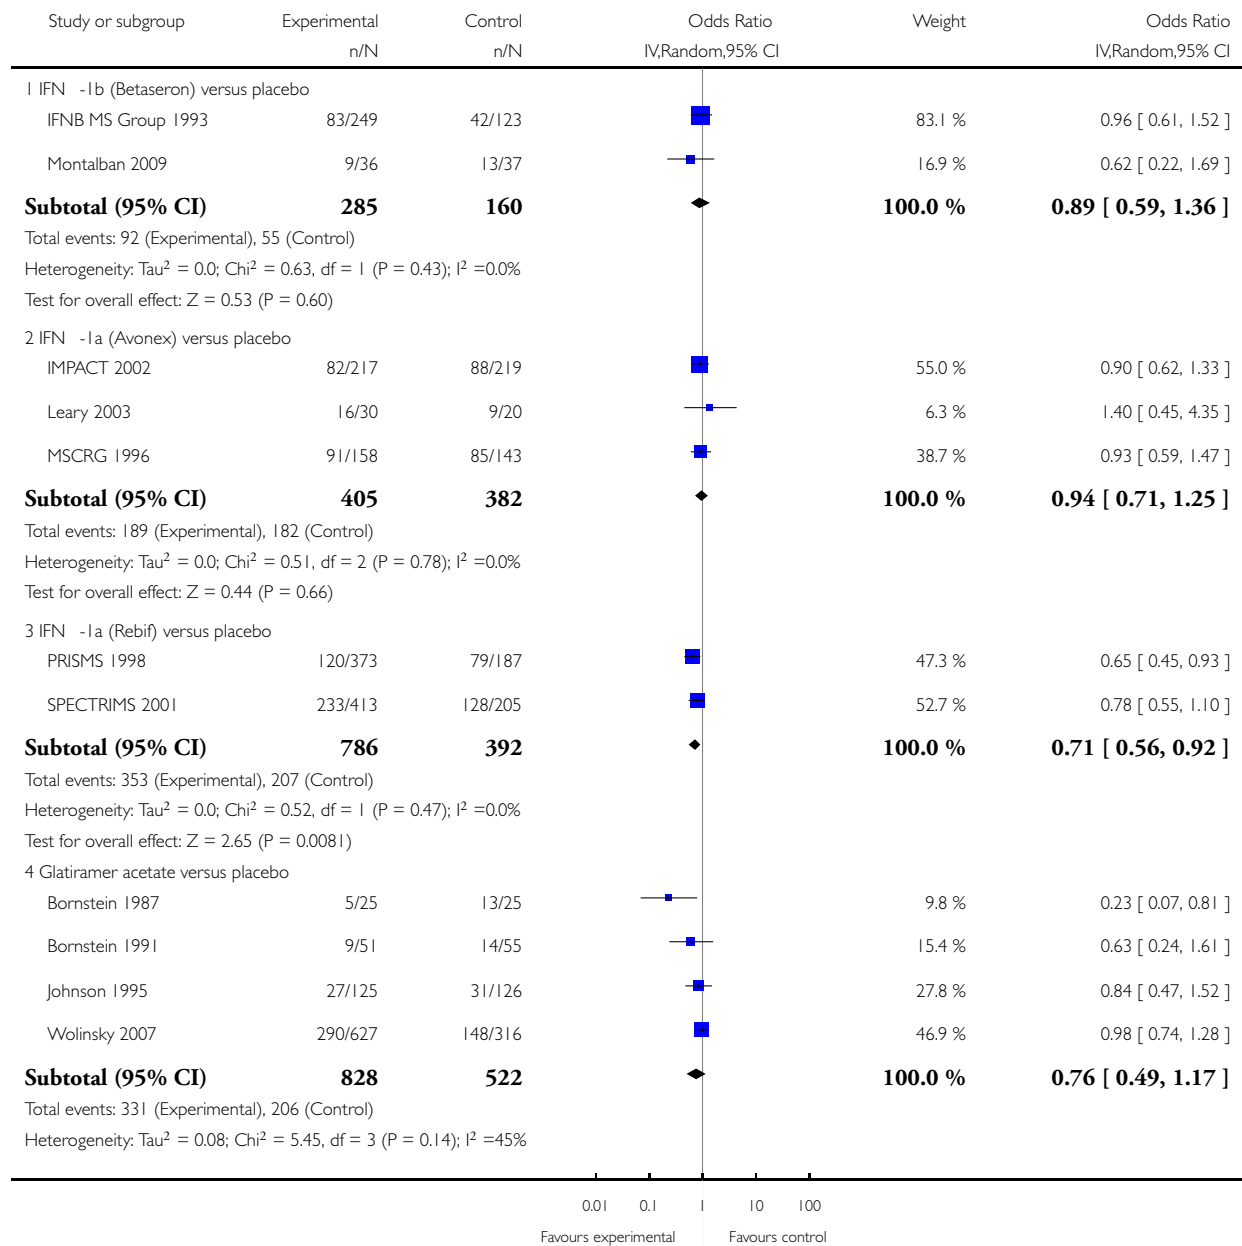 Study or subgroup Experimental Control Odds Ratio Weight Odds Ratio
n/N n/N IV,Random,95% CI IV,Random,95% CI
1 IFN -1b (Betaseron) versus placebo
IFNB MS Group 1993 83/249 42/123 83.1 % 0.96 [ 0.61, 1.52 ]
Montalban 2009 9/36 13/37 16.9 % 0.62 [ 0.22, 1.69 ]
Subtotal (95% CI) 285 160 100.0 % 0.89 [ 0.59, 1.36 ]
Total events: 92 (Experimental), 55 (Control)
Heterogeneity: Tau² = 0.0; Chi² = 0.63, df = 1 (P = 0.43); I² =0.0%
Test for overall effect: Z = 0.53 (P = 0.60)
2 IFN -1a (Avonex) versus placebo
IMPACT 2002 82/217 88/219 55.0 % 0.90 [ 0.62, 1.33 ]
Leary 2003 16/30 9/20 6.3 % 1.40 [ 0.45, 4.35 ]
MSCRG 1996 91/158 85/143 38.7 % 0.93 [ 0.59, 1.47 ]
Subtotal (95% CI) 405 382 100.0 % 0.94 [ 0.71, 1.25 ]
Total events: 189 (Experimental), 182 (Control)
Heterogeneity: Tau² = 0.0; Chi² = 0.51, df = 2 (P = 0.78); I² =0.0%
Test for overall effect: Z = 0.44 (P = 0.66)
3 IFN -1a (Rebif) versus placebo
PRISMS 1998 120/373 79/187 47.3 % 0.65 [ 0.45, 0.93 ]
SPECTRIMS 2001 233/413 128/205 52.7 % 0.78 [ 0.55, 1.10 ]
Subtotal (95% CI) 786 392 100.0 % 0.71 [ 0.56, 0.92 ]
Total events: 353 (Experimental), 207 (Control)
Heterogeneity: Tau² = 0.0; Chi² = 0.52, df = 1 (P = 0.47); I² =0.0%
Test for overall effect: Z = 2.65 (P = 0.0081)
4 Glatiramer acetate versus placebo
Bornstein 1987 5/25 13/25 9.8 % 0.23 [ 0.07, 0.81 ]
Bornstein 1991 9/51 14/55 15.4 % 0.63 [ 0.24, 1.61 ]
Johnson 1995 27/125 31/126 27.8 % 0.84 [ 0.47, 1.52 ]
Wolinsky 2007 290/627 148/316 46.9 % 0.98 [ 0.74, 1.28 ]
Subtotal (95% CI) 828 522 100.0 % 0.76 [ 0.49, 1.17 ]
Total events: 331 (Experimental), 206 (Control)
Heterogeneity: Tau² = 0.08; Chi² = 5.45, df = 3 (P = 0.14); I² =45%
0.01 0.1 1 10 100
Favours experimental Favours control